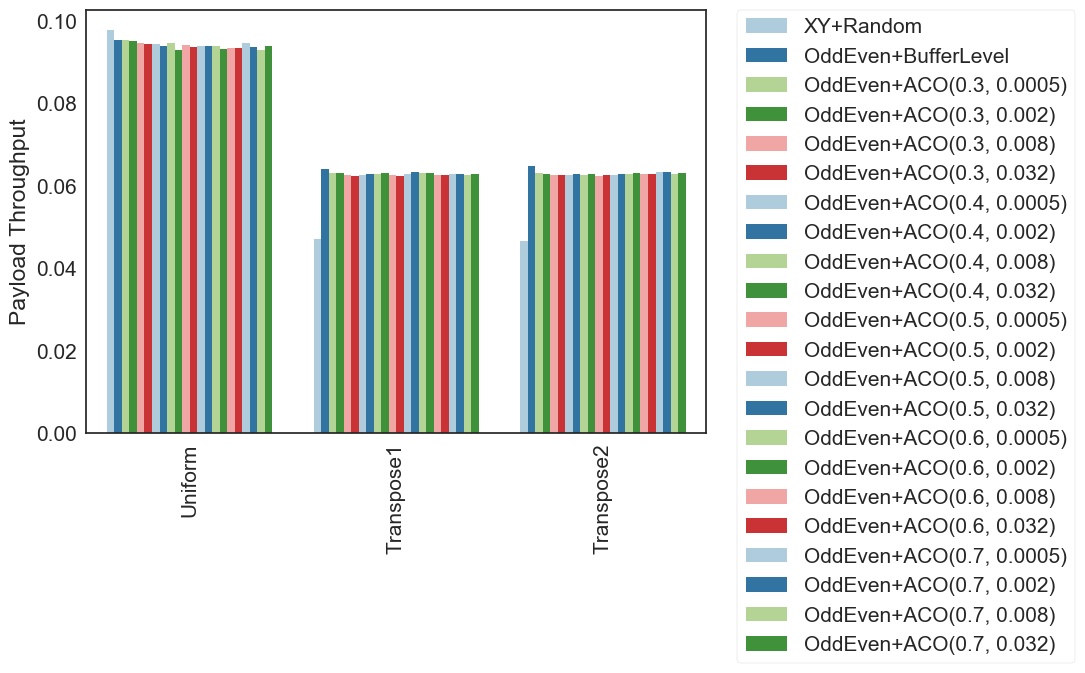 Payload Throughput
0.10
0.08
0.06
0.04
0.02
0.00
Uniform
Transpose1
Transpose2
XY+Random
OddEven+BufferLevel
OddEven+ACO(0.3, 0.0005)
OddEven+ACO(0.3, 0.002)
OddEven+ACO(0.3, 0.008)
OddEven+ACO(0.3, 0.032)
OddEven+ACO(0.4, 0.0005)
OddEven+ACO(0.4, 0.002)
OddEven+ACO(0.4, 0.008)
OddEven+ACO(0.4, 0.032)
OddEven+ACO(0.5, 0.0005)
OddEven+ACO(0.5, 0.002)
OddEven+ACO(0.5, 0.008)
OddEven+ACO(0.5, 0.032)
OddEven+ACO(0.6, 0.0005)
OddEven+ACO(0.6, 0.002)
OddEven+ACO(0.6, 0.008)
OddEven+ACO(0.6, 0.032)
OddEven+ACO(0.7, 0.0005)
OddEven+ACO(0.7, 0.002)
OddEven+ACO(0.7, 0.008)
OddEven+ACO(0.7, 0.032)